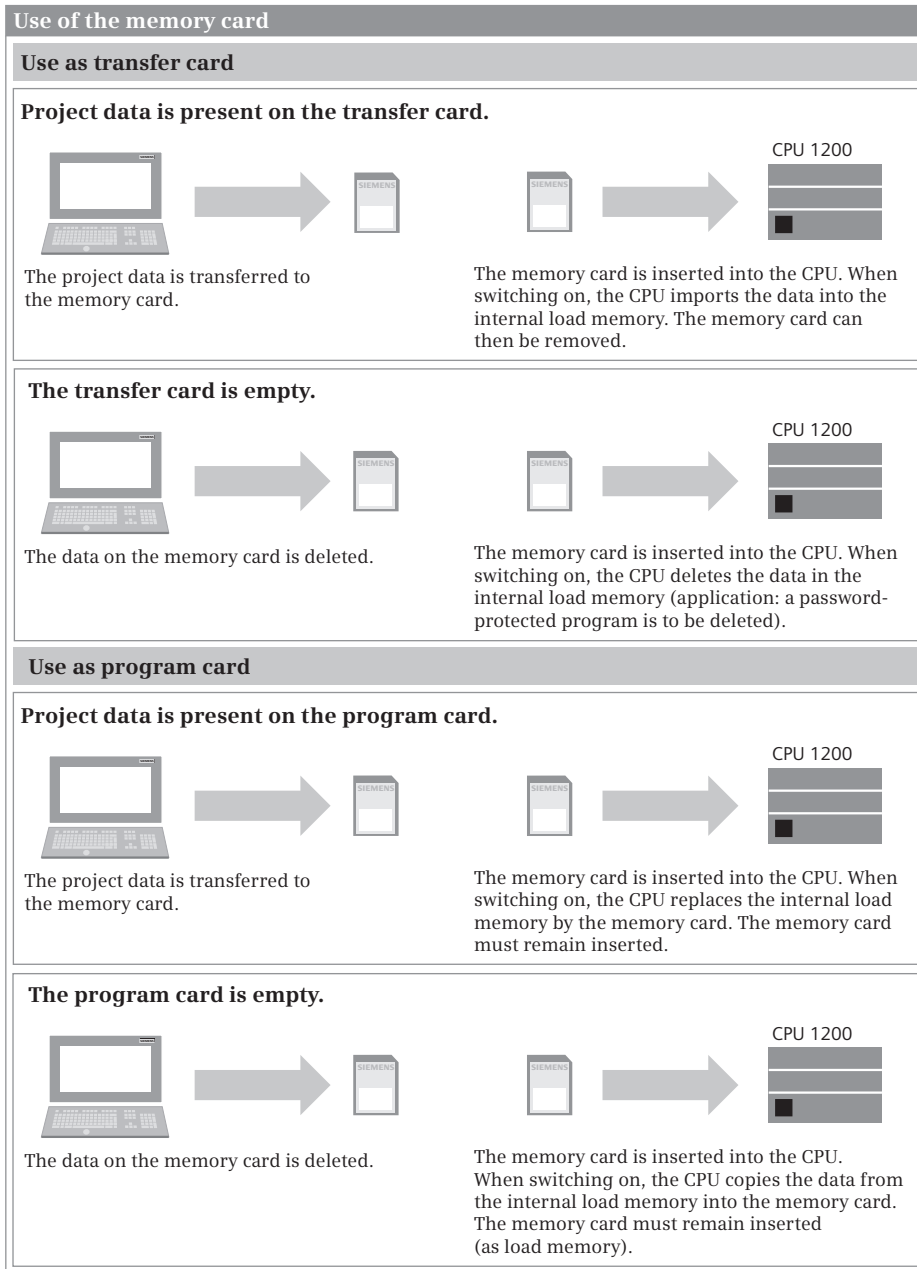 Use of the memory card
Use as transfer card
Project data is present on the transfer card.
CPU 1200
SIEMENS
SIEMENS
The project data is transferred to
the memory card.
The memory card is inserted into the CPU. When
switching on, the CPU imports the data into the
internal load memory. The memory card can
then be removed.
The transfer card is empty.
CPU 1200
SIEMENS
SIEMENS
The data on the memory card is deleted.
The memory card is inserted into the CPU. When
switching on, the CPU deletes the data in the
internal load memory (application: a password-
protected program is to be deleted).
Use as program card
Project data is present on the program card.
CPU 1200
SIEMENS
SIEMENS
The project data is transferred to
the memory card.
The memory card is inserted into the CPU. When
switching on, the CPU replaces the internal load
memory by the memory card. The memory card
must remain inserted.
The program card is empty.
CPU 1200
SIEMENS
SIEMENS
The data on the memory card is deleted.
The memory card is inserted into the CPU.
When switching on, the CPU copies the data from
the internal load memory into the memory card.
The memory card must remain inserted
(as load memory).